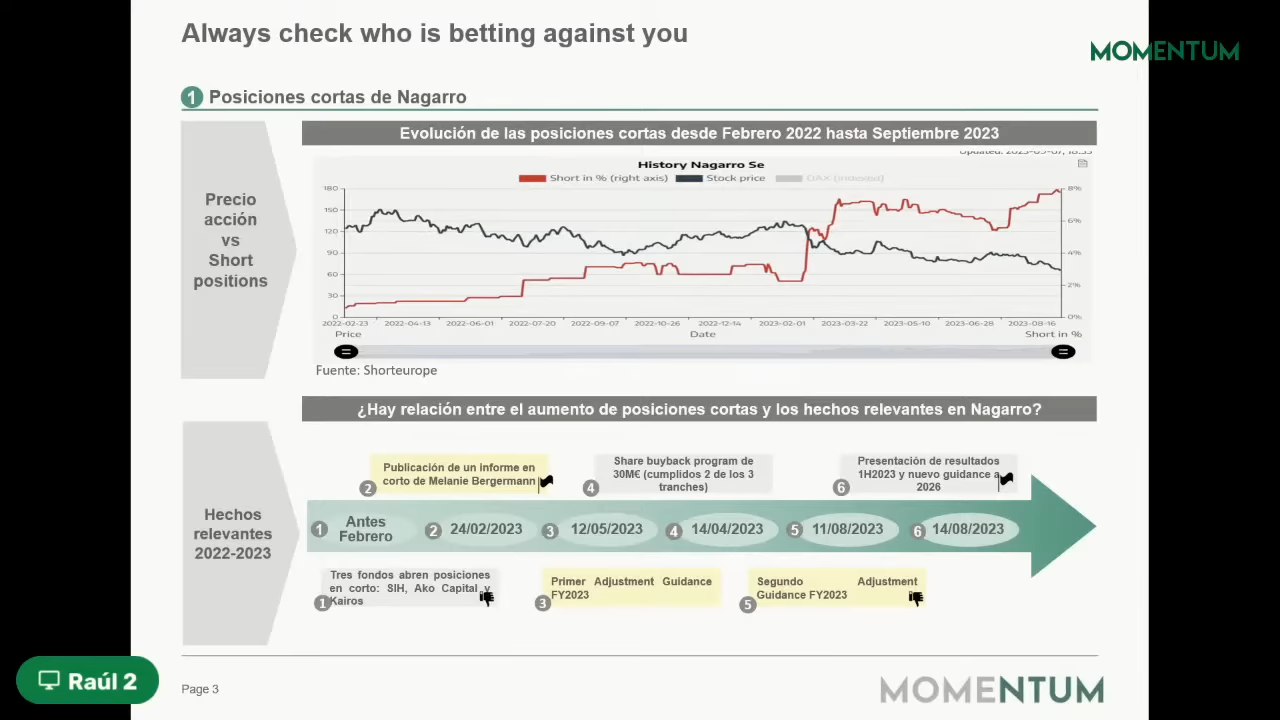 Always check who is betting against you
MOMENTUM
1 Posiciones cortas de Nagarro
Evolución de las posiciones cortas desde Febrero 2022 hasta Septiembre 2023
Precio
acción
vs
Short
positions
History Nagarro Se
Short in % (right axis) Stock price DAX (indexed)
180 8%
150 6%
120
90 4%
60 2%
30
0 0%
2022-02-23 2022-04-13 2022-06-01 2022-07-20 2022-09-07 2022-10-26 2022-12-14 2023-02-01 2023-03-22 2023-05-10 2023-06-28 2023-08-16
Price Date Short in %
Fuente: Shorteurope
¿Hay relación entre el aumento de posiciones cortas y los hechos relevantes en Nagarro?
Hechos
relevantes
2022-2023
2 Publicación de un informe en
corto de Melanie Bergermann
4 Share buyback program de
30M€ (cumplidos 2 de los 3
tranches)
6 Presentación de resultados
1H2023 y nuevo guidance a
2026
1 Antes
Febrero
2 24/02/2023
3 12/05/2023
4 14/04/2023
5 11/08/2023
6 14/08/2023
Tres fondos abren posiciones
en corto: SIH, Ako Capital y
1 Kairos
Primer Adjustment Guidance
3 FY2023
Segundo Adjustment
5 Guidance FY2023
Raúl 2
Page 3
MOMENTUM